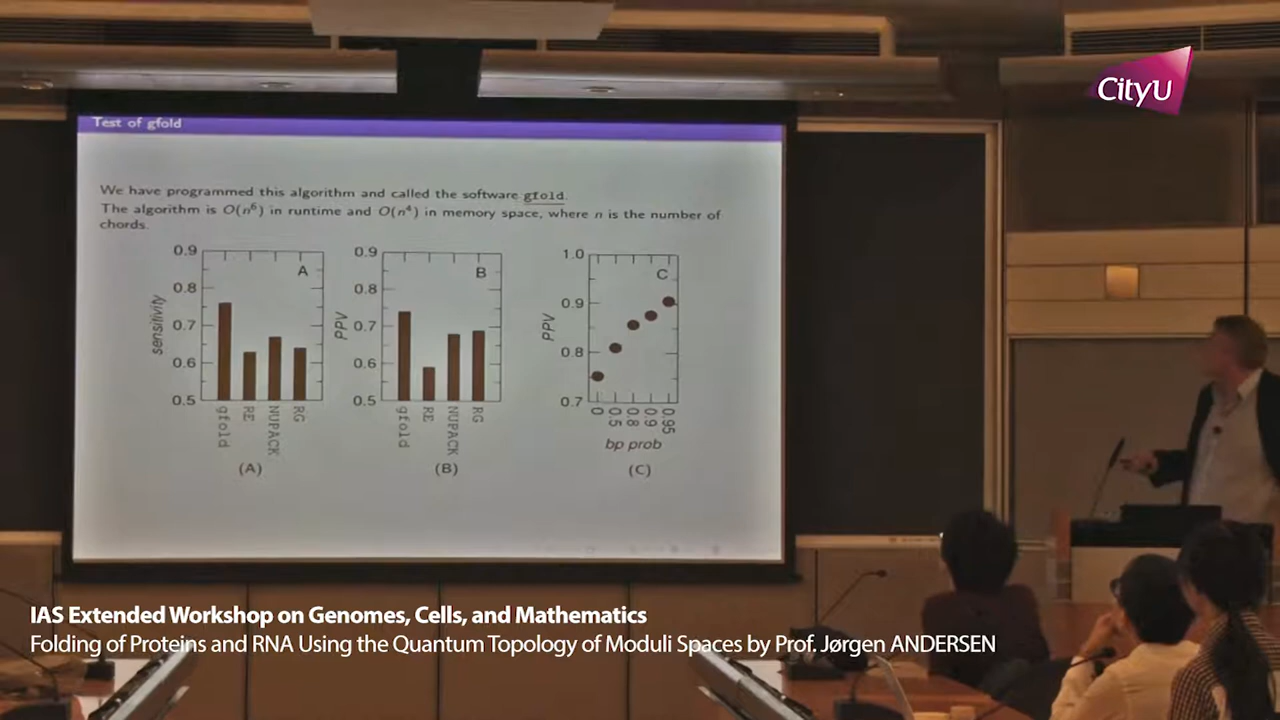 CityU
Test of gfold
We have programmed this algorithm and called the software gfold.
The algorithm is O(n⁶) in runtime and O(n⁴) in memory space, where n is the number of
chords.
0.9
0.8
0.7
0.6
0.5
sensitivity
A
gfold
RE
NUPACK
RG
(A)
0.9
0.8
0.7
0.6
0.5
PPV
B
gfold
RE
NUPACK
RG
(B)
1.0
0.9
0.8
0.7
PPV
C
0
0.5
0.8
0.9
0.95
bp prob
(C)
IAS Extended Workshop on Genomes, Cells, and Mathematics
Folding of Proteins and RNA Using the Quantum Topology of Moduli Spaces by Prof. Jørgen ANDERSEN